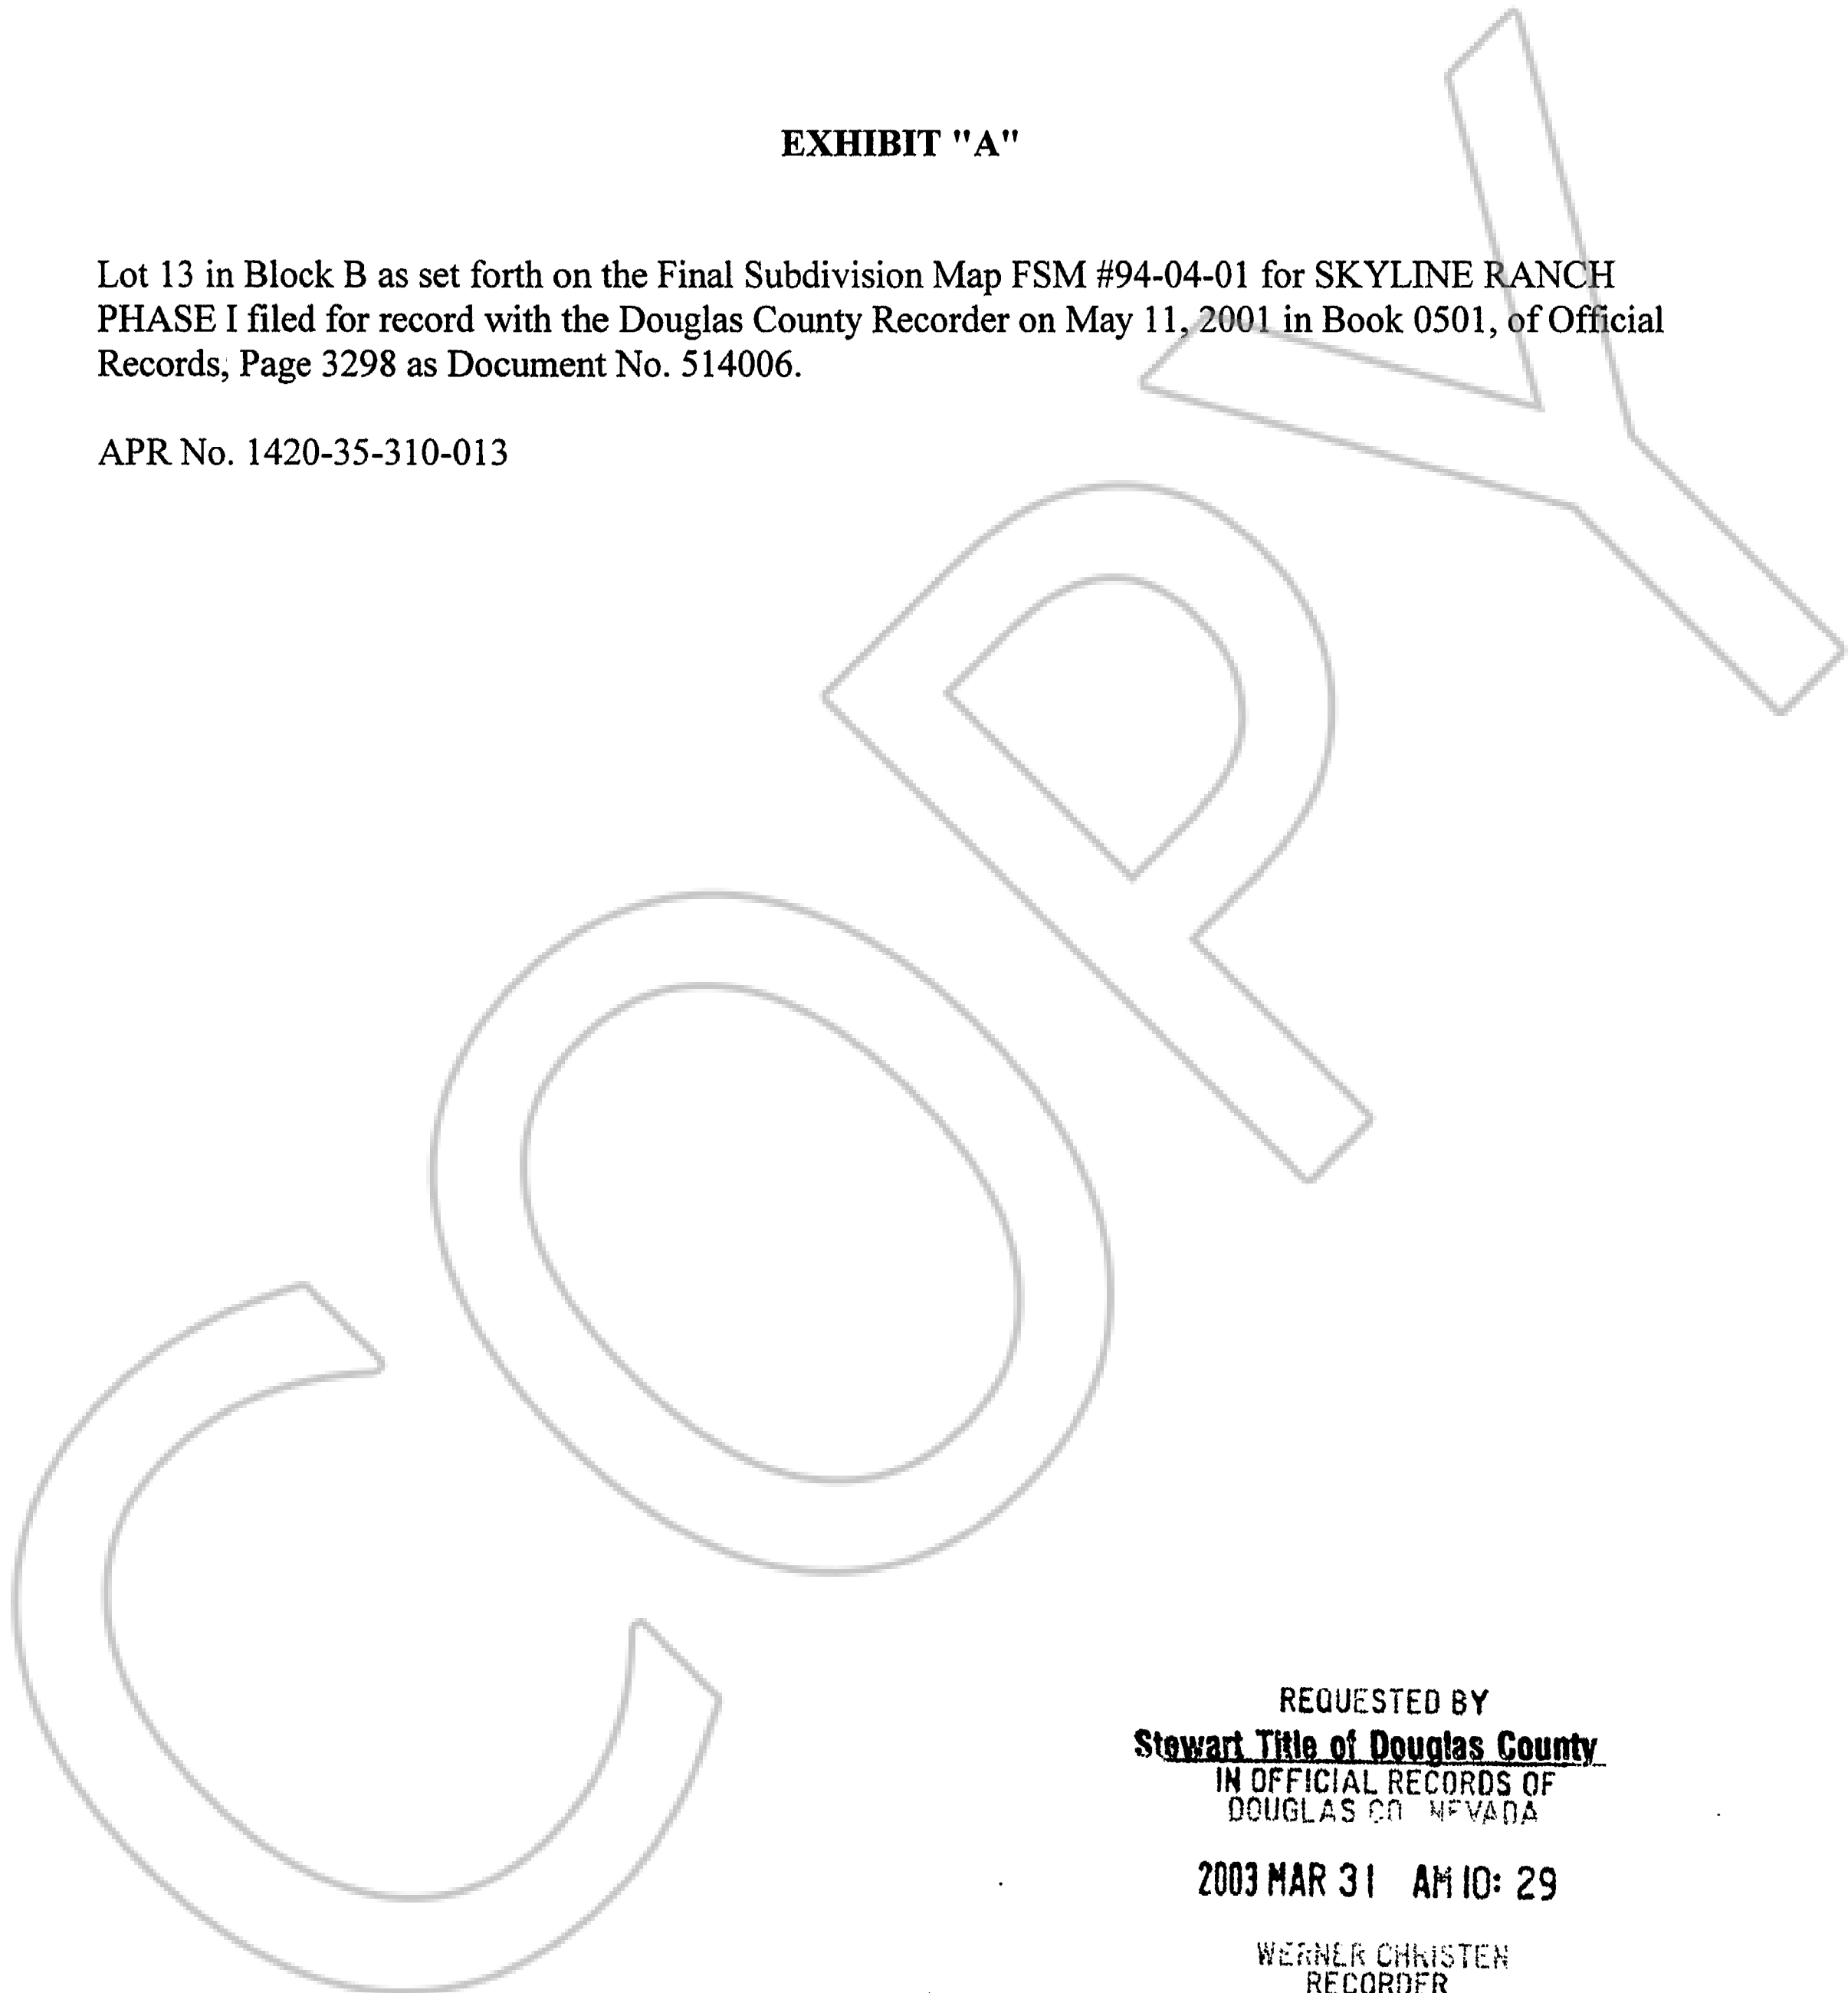 EXHIBIT "A"
Lot 13 in Block B as set forth on the Final Subdivision Map FSM #94-04-01 for SKYLINE RANCH
PHASE I filed for record with the Douglas County Recorder on May 11, 2001 in Book 0501, of Official
Records, Page 3298 as Document No. 514006.
APR No. 1420-35-310-013
COPY
REQUESTED BY
Stewart Title of Douglas County
IN OFFICIAL RECORDS OF
DOUGLAS CO NEVADA
2003 MAR 31 AM 10: 29
WERNER CHRISTEN
RECORDER